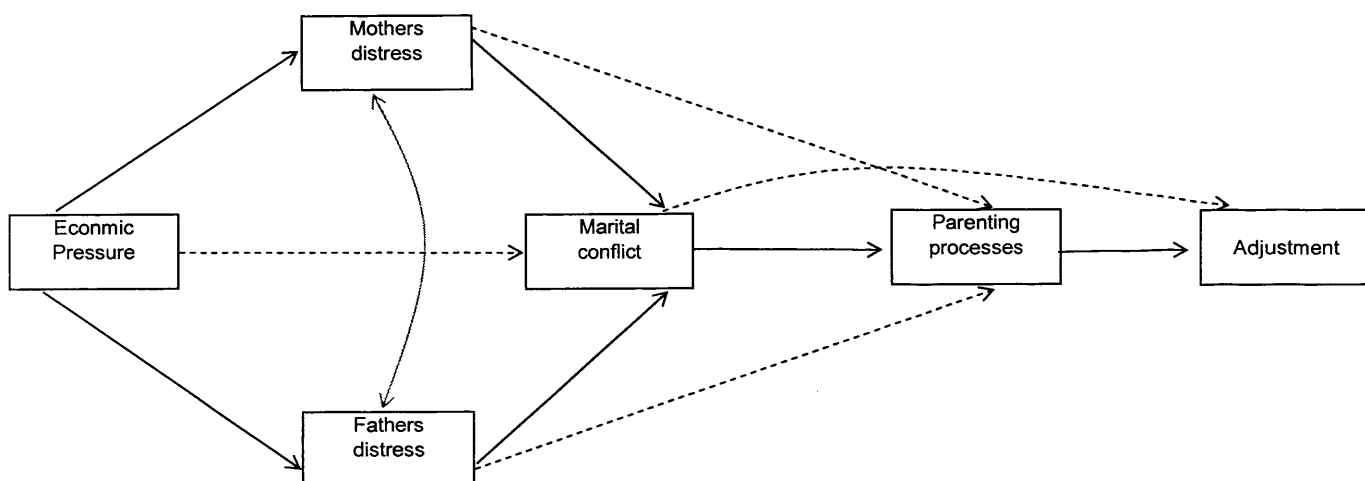 Mothers
distress
Econmic
Pressure
Marital
conflict
Parenting
processes
Adjustment
Fathers
distress